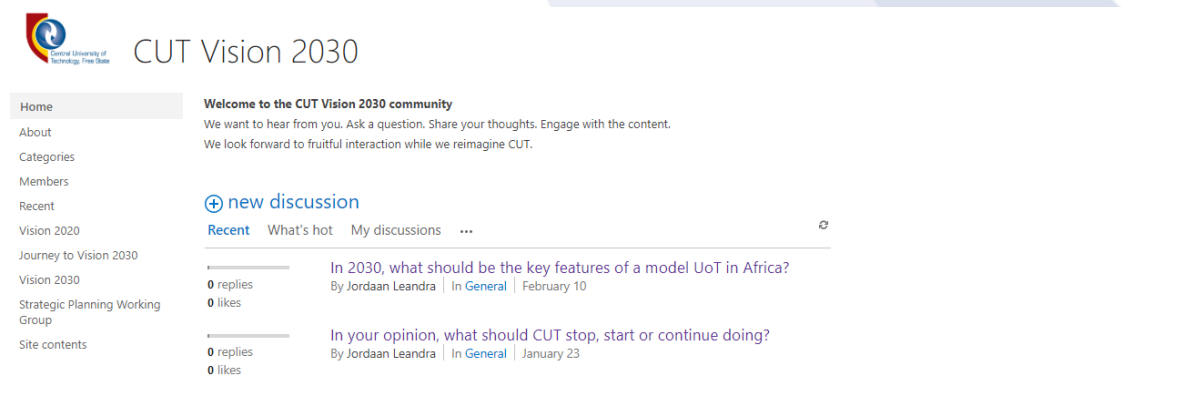 Central University of
Technology, Free State
CUT Vision 2030
Home
About
Categories
Members
Recent
Vision 2020
Journey to Vision 2030
Vision 2030
Strategic Planning Working
Group
Site contents
Welcome to the CUT Vision 2030 community
We want to hear from you. Ask a question. Share your thoughts. Engage with the content.
We look forward to fruitful interaction while we reimagine CUT.
new discussion
Recent What's hot My discussions ...
In 2030, what should be the key features of a model UoT in Africa?
0 replies By Jordaan Leandra In General February 10
0 likes
In your opinion, what should CUT stop, start or continue doing?
0 replies By Jordaan Leandra In General January 23
0 likes